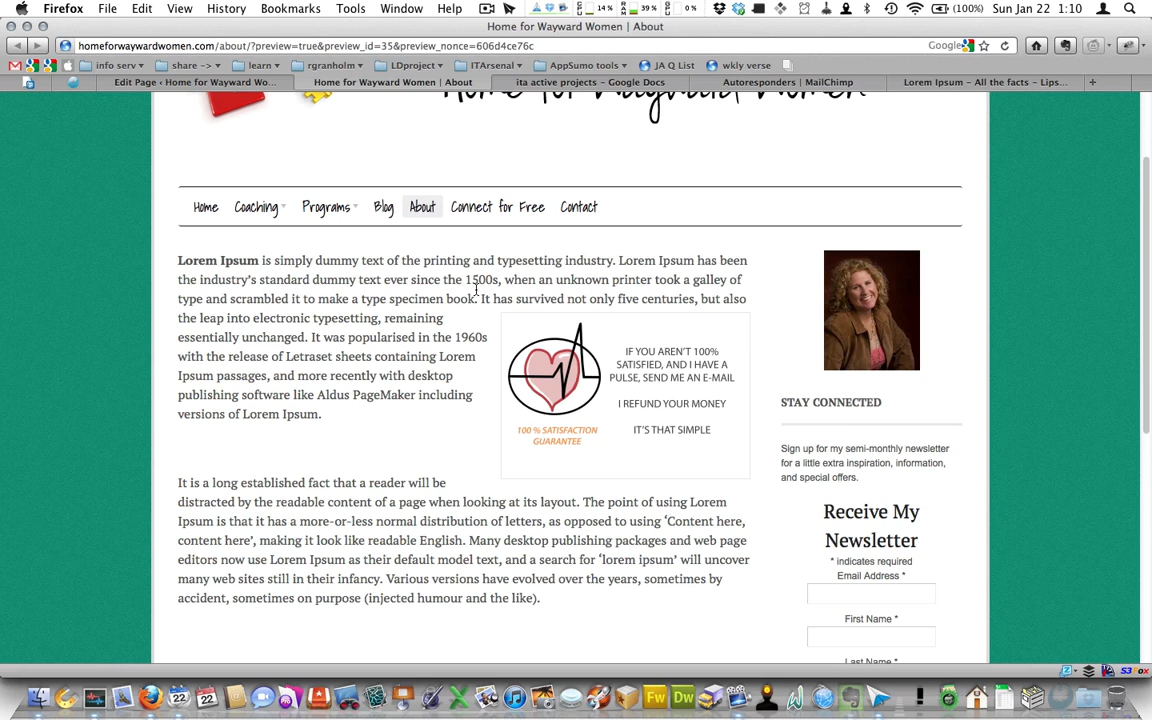 Firefox File Edit View History Bookmarks Tools Window Help 14 % 39 % 0 % (100%) Sun Jan 22 1:10
Home for Wayward Women | About
homeforwaywardwomen.com/about/?preview=true&preview_id=35&preview_nonce=606d4ce76c Google
info serv share --> learn rgranholm LDproject ITArsenal AppSumo tools JA Q List wkly verse
Edit Page ‹ Home for Wayward Wo... Home for Wayward Women | About ita active projects – Google Docs Autoresponders | MailChimp Lorem Ipsum – All the facts – Lips...
Home for Wayward Women
Home Coaching Programs Blog About Connect for Free Contact
Lorem Ipsum is simply dummy text of the printing and typesetting industry. Lorem Ipsum has been
the industry's standard dummy text ever since the 1500s, when an unknown printer took a galley of
type and scrambled it to make a type specimen book. It has survived not only five centuries, but also
the leap into electronic typesetting, remaining
essentially unchanged. It was popularised in the 1960s
with the release of Letraset sheets containing Lorem
Ipsum passages, and more recently with desktop
publishing software like Aldus PageMaker including
versions of Lorem Ipsum.
IF YOU AREN'T 100%
SATISFIED, AND I HAVE A
PULSE, SEND ME AN E-MAIL
I REFUND YOUR MONEY
IT'S THAT SIMPLE
100 % SATISFACTION
GUARANTEE
It is a long established fact that a reader will be
distracted by the readable content of a page when looking at its layout. The point of using Lorem
Ipsum is that it has a more-or-less normal distribution of letters, as opposed to using 'Content here,
content here', making it look like readable English. Many desktop publishing packages and web page
editors now use Lorem Ipsum as their default model text, and a search for 'lorem ipsum' will uncover
many web sites still in their infancy. Various versions have evolved over the years, sometimes by
accident, sometimes on purpose (injected humour and the like).
STAY CONNECTED
Sign up for my semi-monthly newsletter
for a little extra inspiration, information,
and special offers.
Receive My
Newsletter
* indicates required
Email Address *
First Name *
Last Name *
S3Fox
22 22 Fw Dw